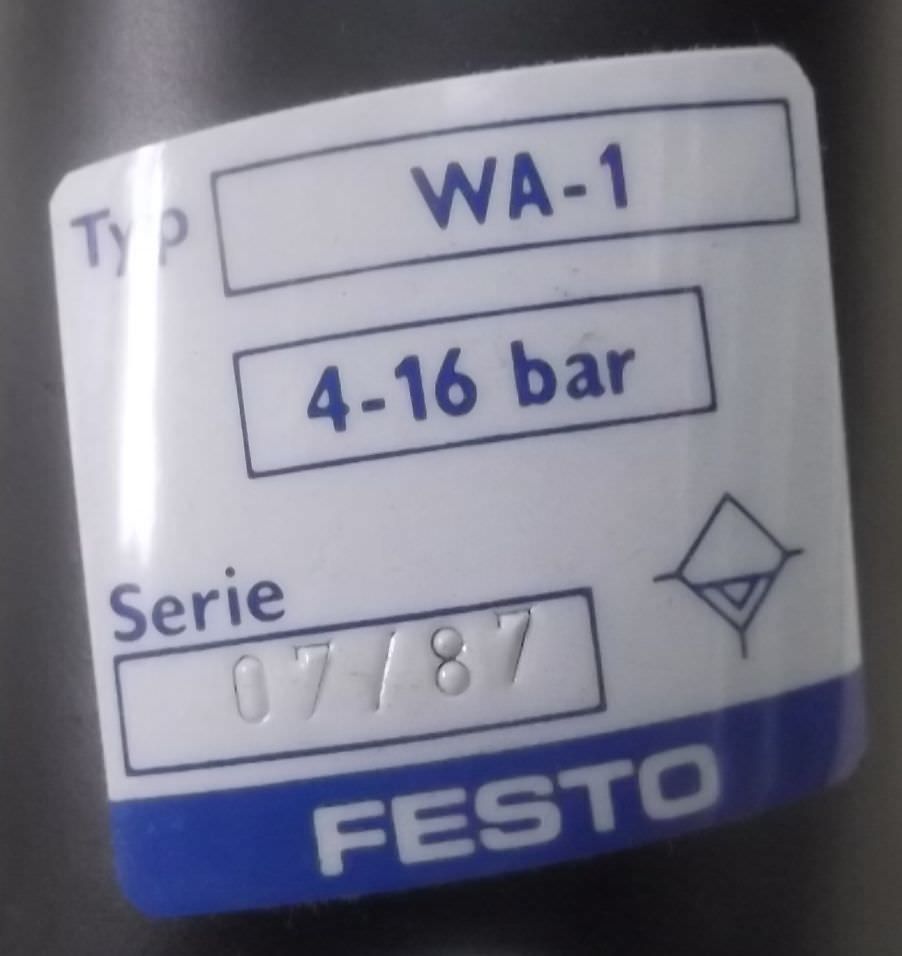 Typ WA-1
4-16 bar
Serie
07/87
FESTO